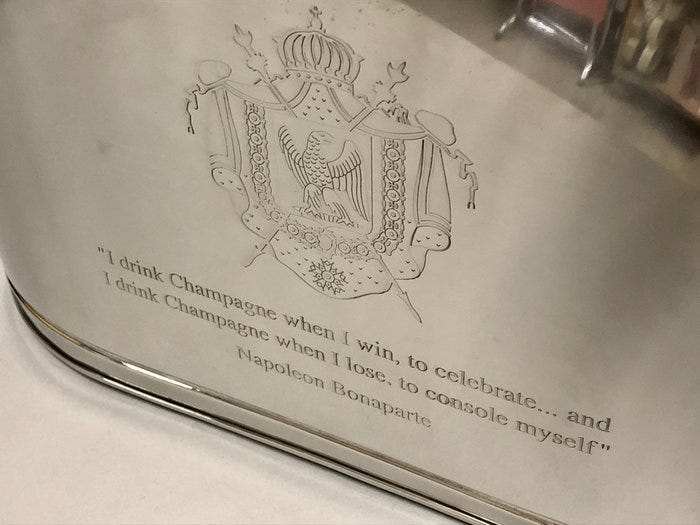 "I drink Champagne when I win, to celebrate... and
I drink Champagne when I lose, to console myself"
Napoleon Bonaparte